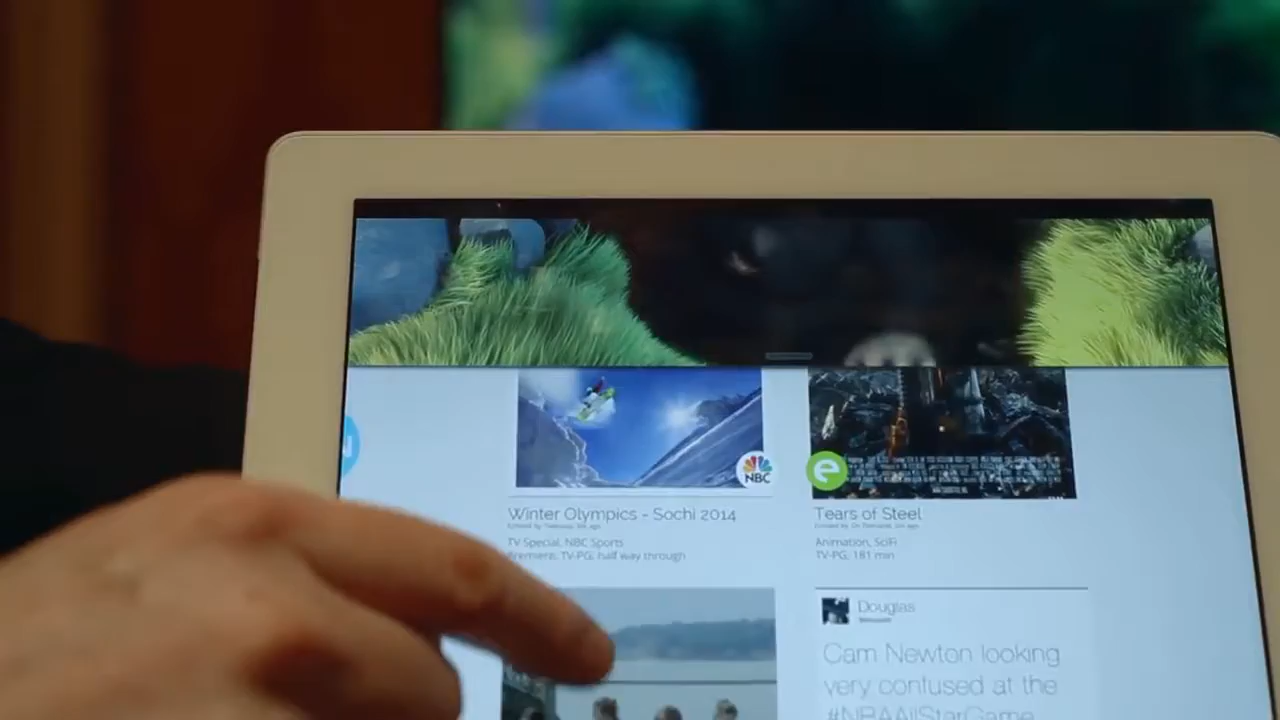 NBC
e
Winter Olympics - Sochi 2014
TV Special, NBC Sports
Premiere, TV-PG, half way through
Tears of Steel
Animation, SciFi
TV-PG, 181 min
Douglas
Cam Newton looking
very confused at the
#NBAAllStarGame